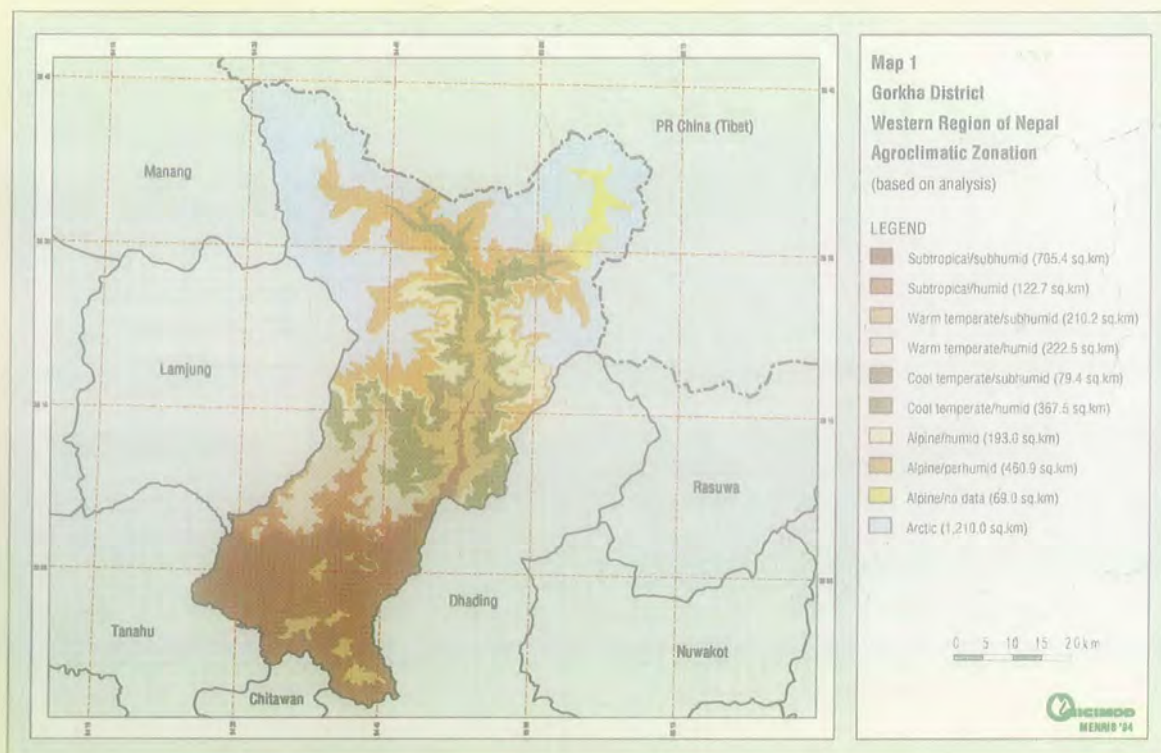 Map 1
Gorkha District
Western Region of Nepal
Agroclimatic Zonation
(based on analysis)
LEGEND
Subtropical/subhumid (705.4 sq.km)
Subtropical/humid (122.7 sq.km)
Warm temperate/subhumid (210.2 sq.km)
Warm temperate/humid (222.5 sq.km)
Cool temperate/subhumid (79.4 sq.km)
Cool temperate/humid (367.5 sq.km)
Alpine/humid (193.0 sq.km)
Alpine/perhumid (450.9 sq.km)
Alpine/no data (69.0 sq.km)
Arctic (1,210.0 sq.km)
0 5 10 15 20km
ICIMOD
MENRIS '94
PR China (Tibet)
Manang
Lamjung
Rasuwa
Dhading
Tanahu
Nuwakot
Chitawan